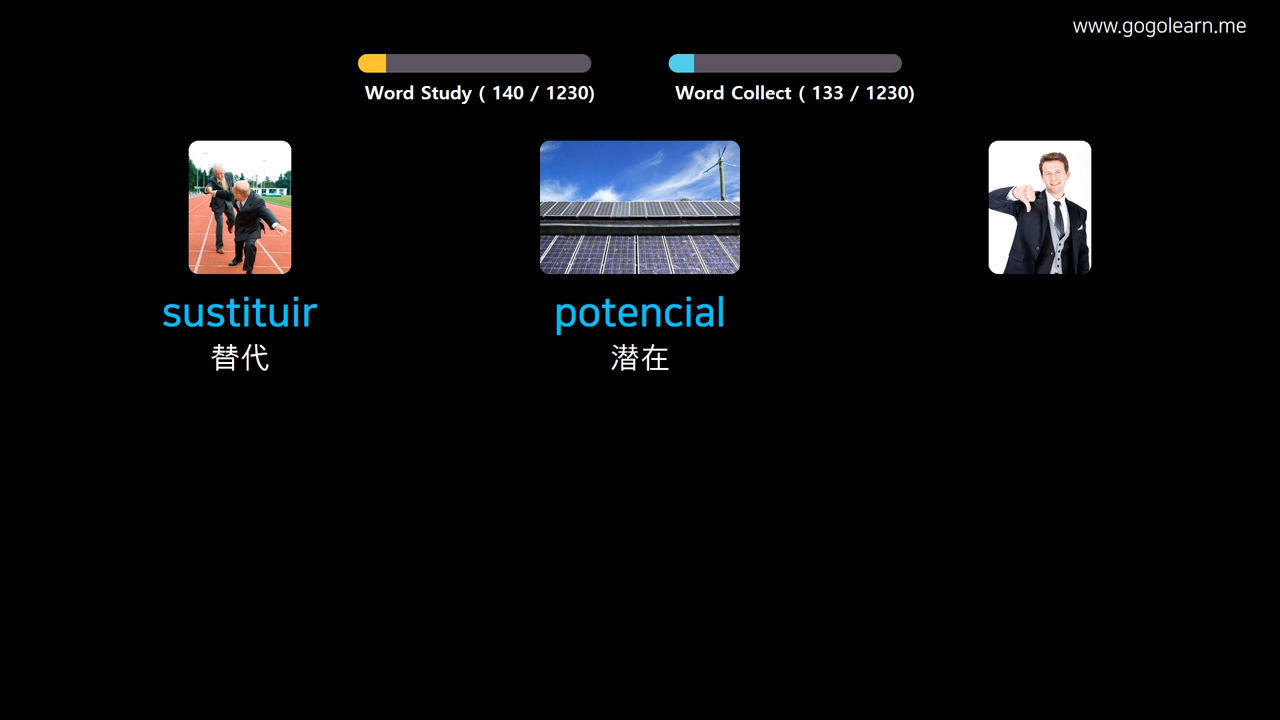 www.gogolearn.me
Word Study ( 140 / 1230)
Word Collect ( 133 / 1230)
sustituir
替代
potencial
潜在